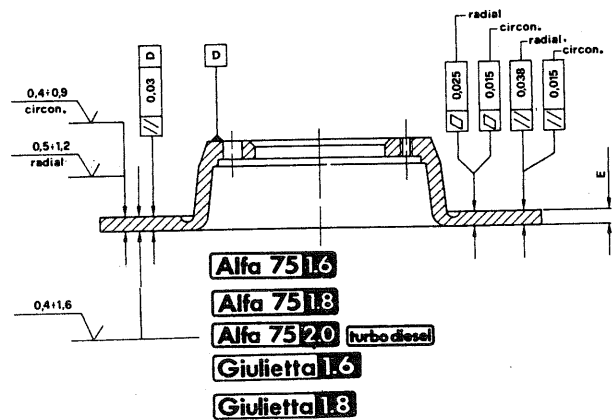 radial
circon.
radial.
circon.
D
0,03
//
D
0,025
0,015
//
0,038
//
0,015
0,4÷0,9
circon.
0,5÷1,2
radial
E
Alfa 75 1.6
Alfa 75 1.8
0,4÷1,6
Alfa 75 2.0 turbo diesel
Giulietta 1.6
Giulietta 1.8